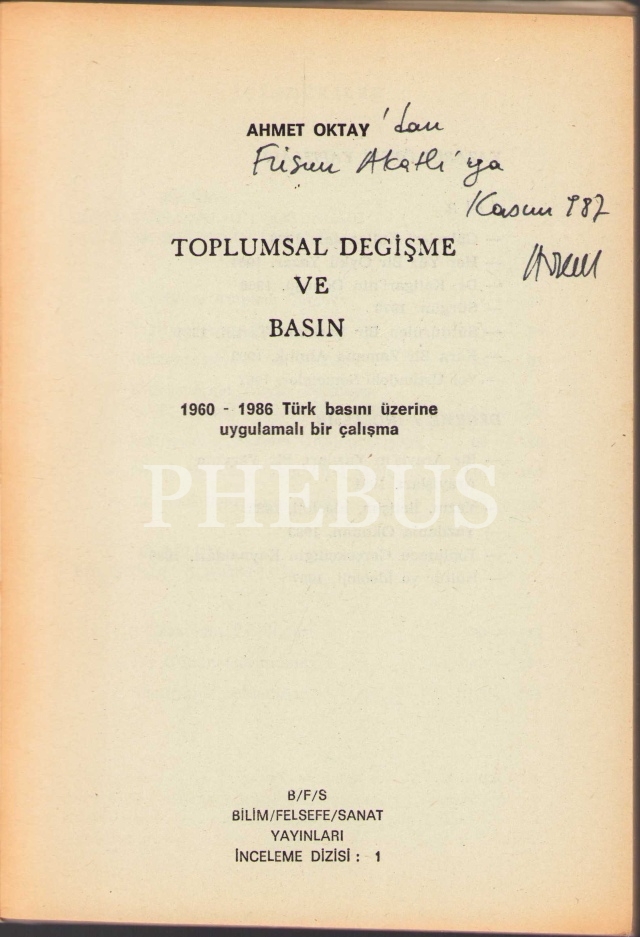 AHMET OKTAY 'dan
Füsun Akatlı'ya
Kasım 987
TOPLUMSAL DEGİŞME
VE
BASIN
1960 - 1986 Türk basını üzerine
uygulamalı bir çalışma
PHEBUS
B/F/S
BİLİM/FELSEFE/SANAT
YAYINLARI
İNCELEME DİZİSİ : 1